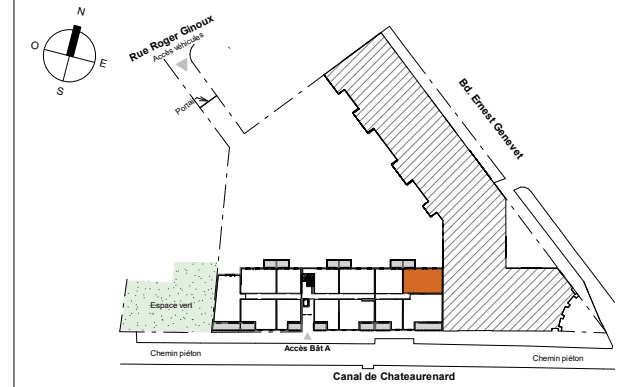 N
O
E
S
Rue Roger Ginoux
Accès véhicules
Portail
Bd. Ernest Genevet
Espace vert
Chemin piéton
Accès Bât A
Chemin piéton
Canal de Chateaurenard